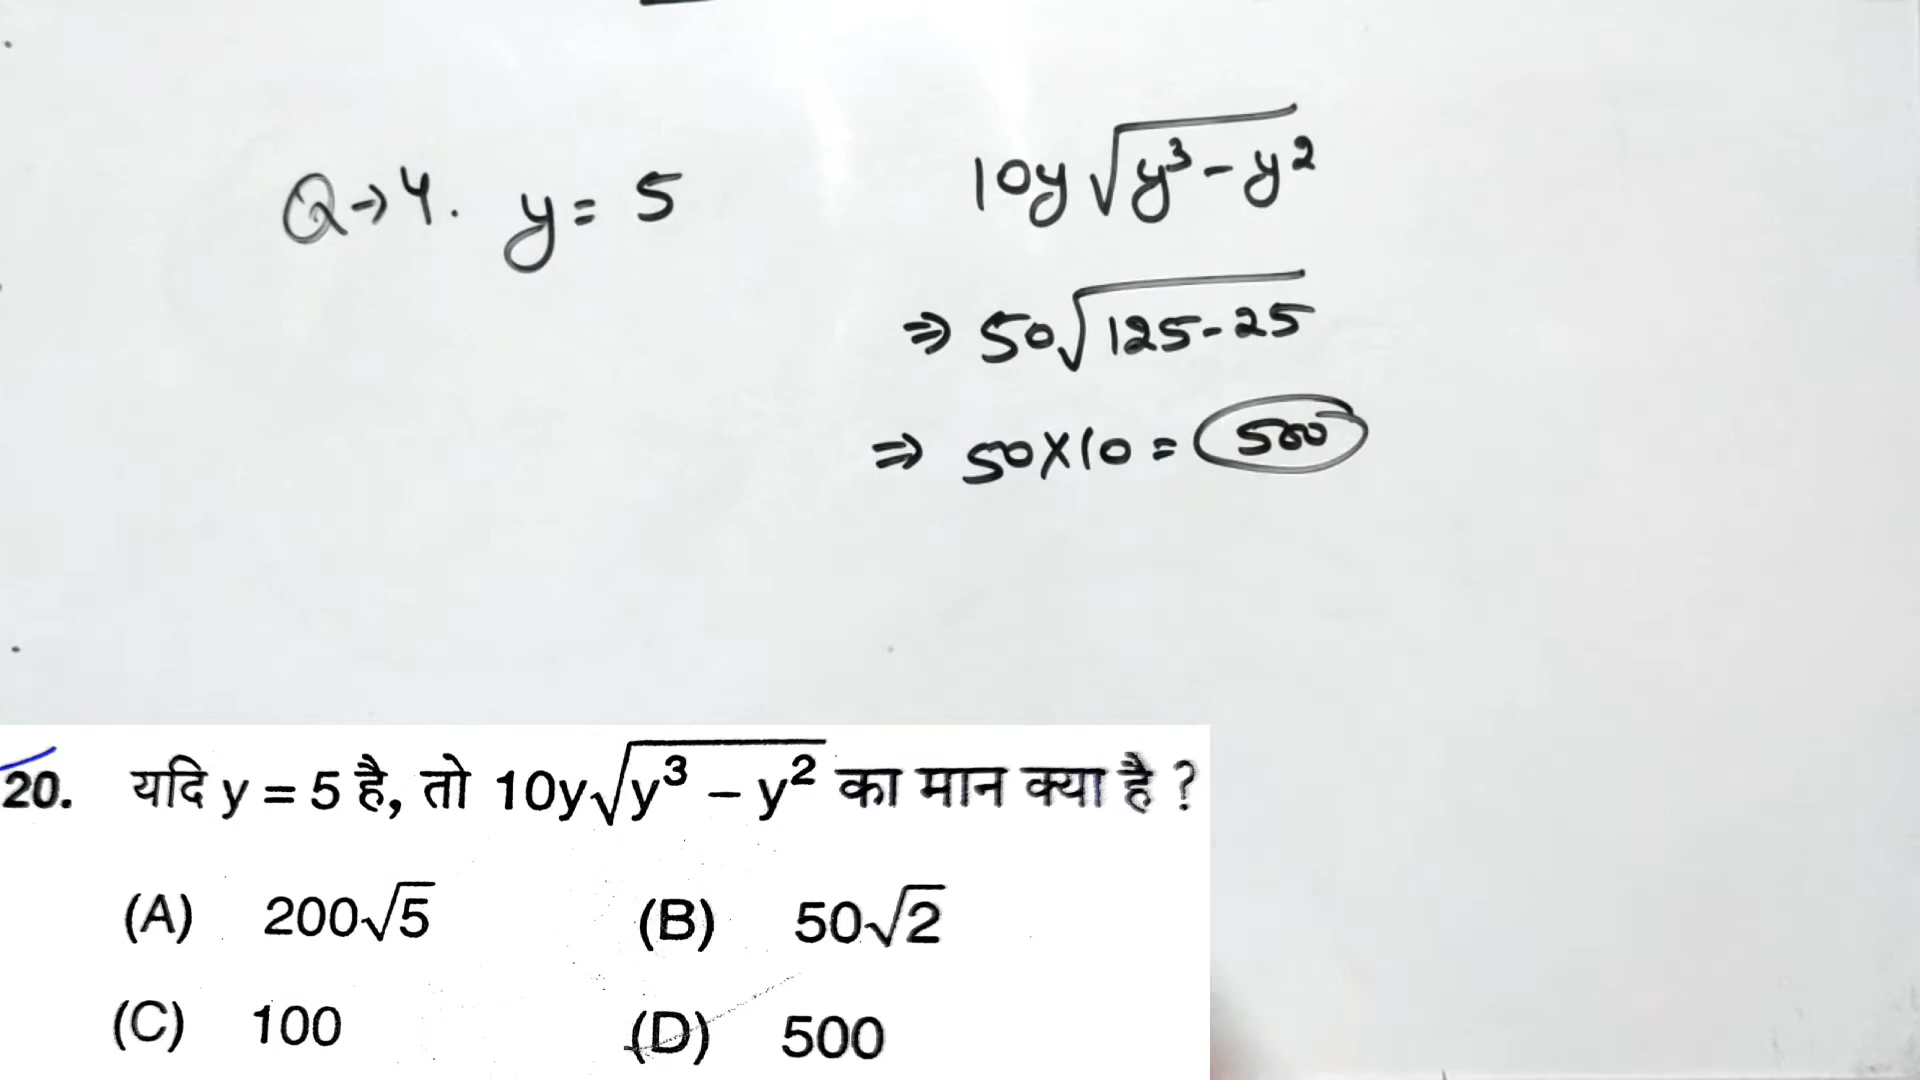 Q→4. y = 5
10y√y³ - y²
⇒ 50√125-25
⇒ 50×10 = 500
20. यदि y = 5 है, तो 10y√y³ – y² का मान क्या है ?
(A) 200√5 (B) 50√2
(C) 100 (D) 500